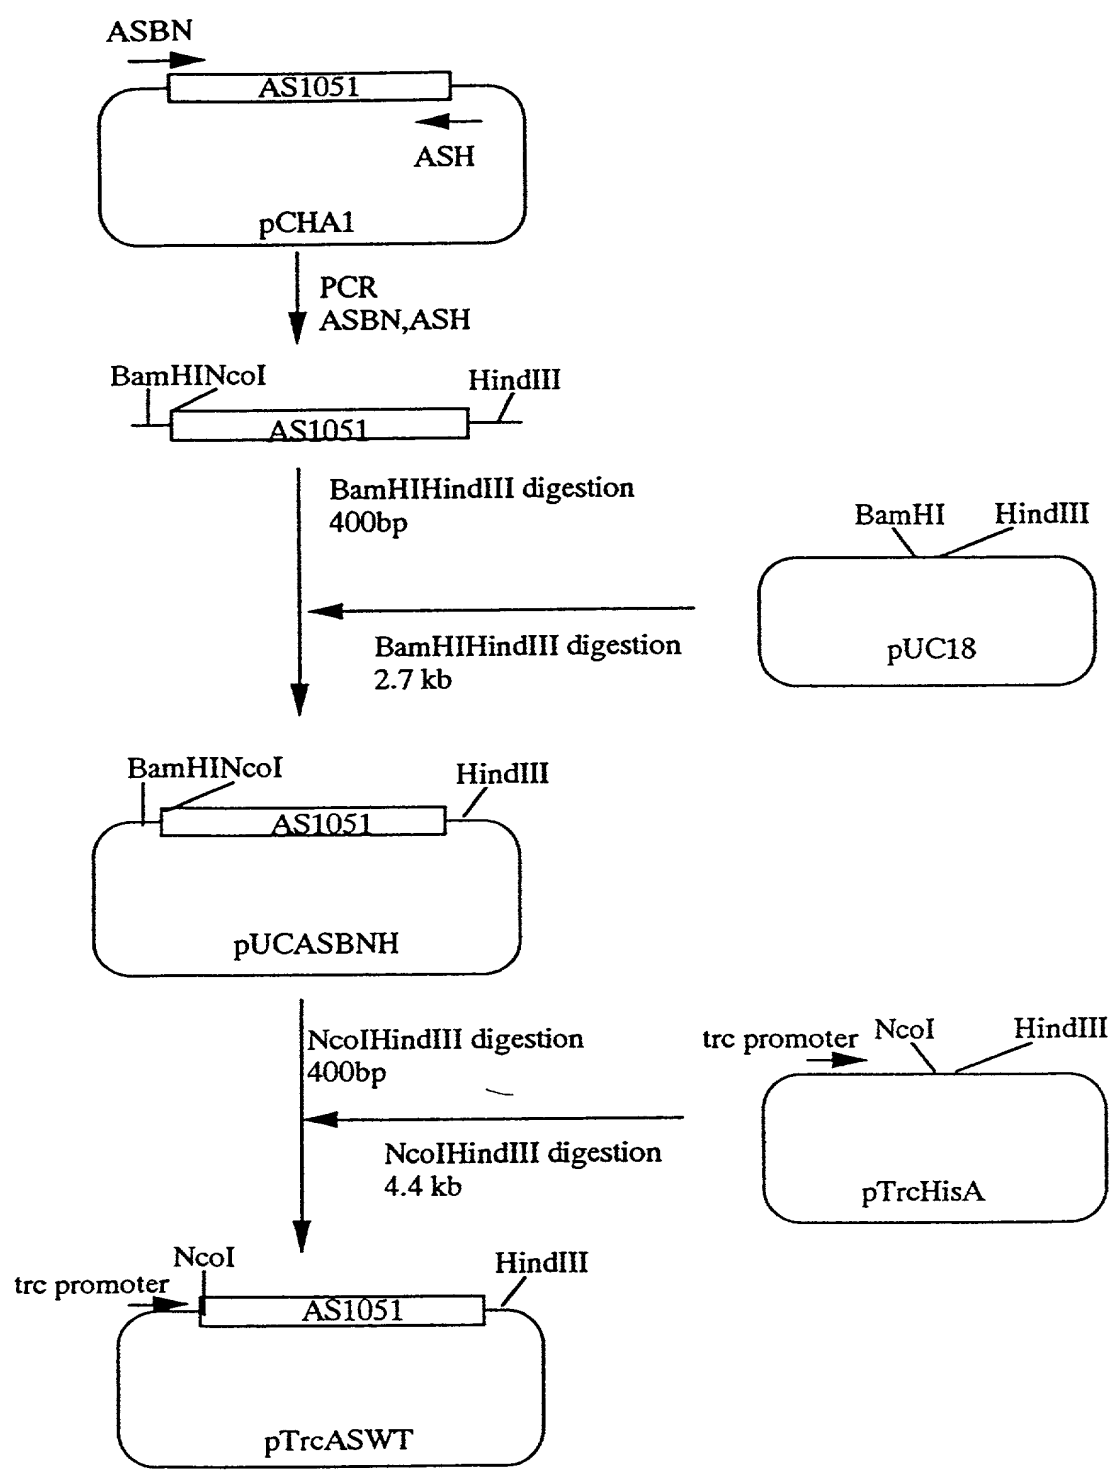 ASBN
AS1051
ASH
pCHA1
PCR
ASBN,ASH
BamHINcoI
HindIII
AS1051
BamHIHindIII digestion
400bp
BamHI
HindIII
BamHIHindIII digestion
2.7 kb
pUC18
BamHINcoI
HindIII
AS1051
pUCASBNH
NcoIHindIII digestion
400bp
trc promoter
NcoI
HindIII
NcoIHindIII digestion
4.4 kb
pTrcHisA
NcoI
trc promoter
HindIII
AS1051
pTrcASWT